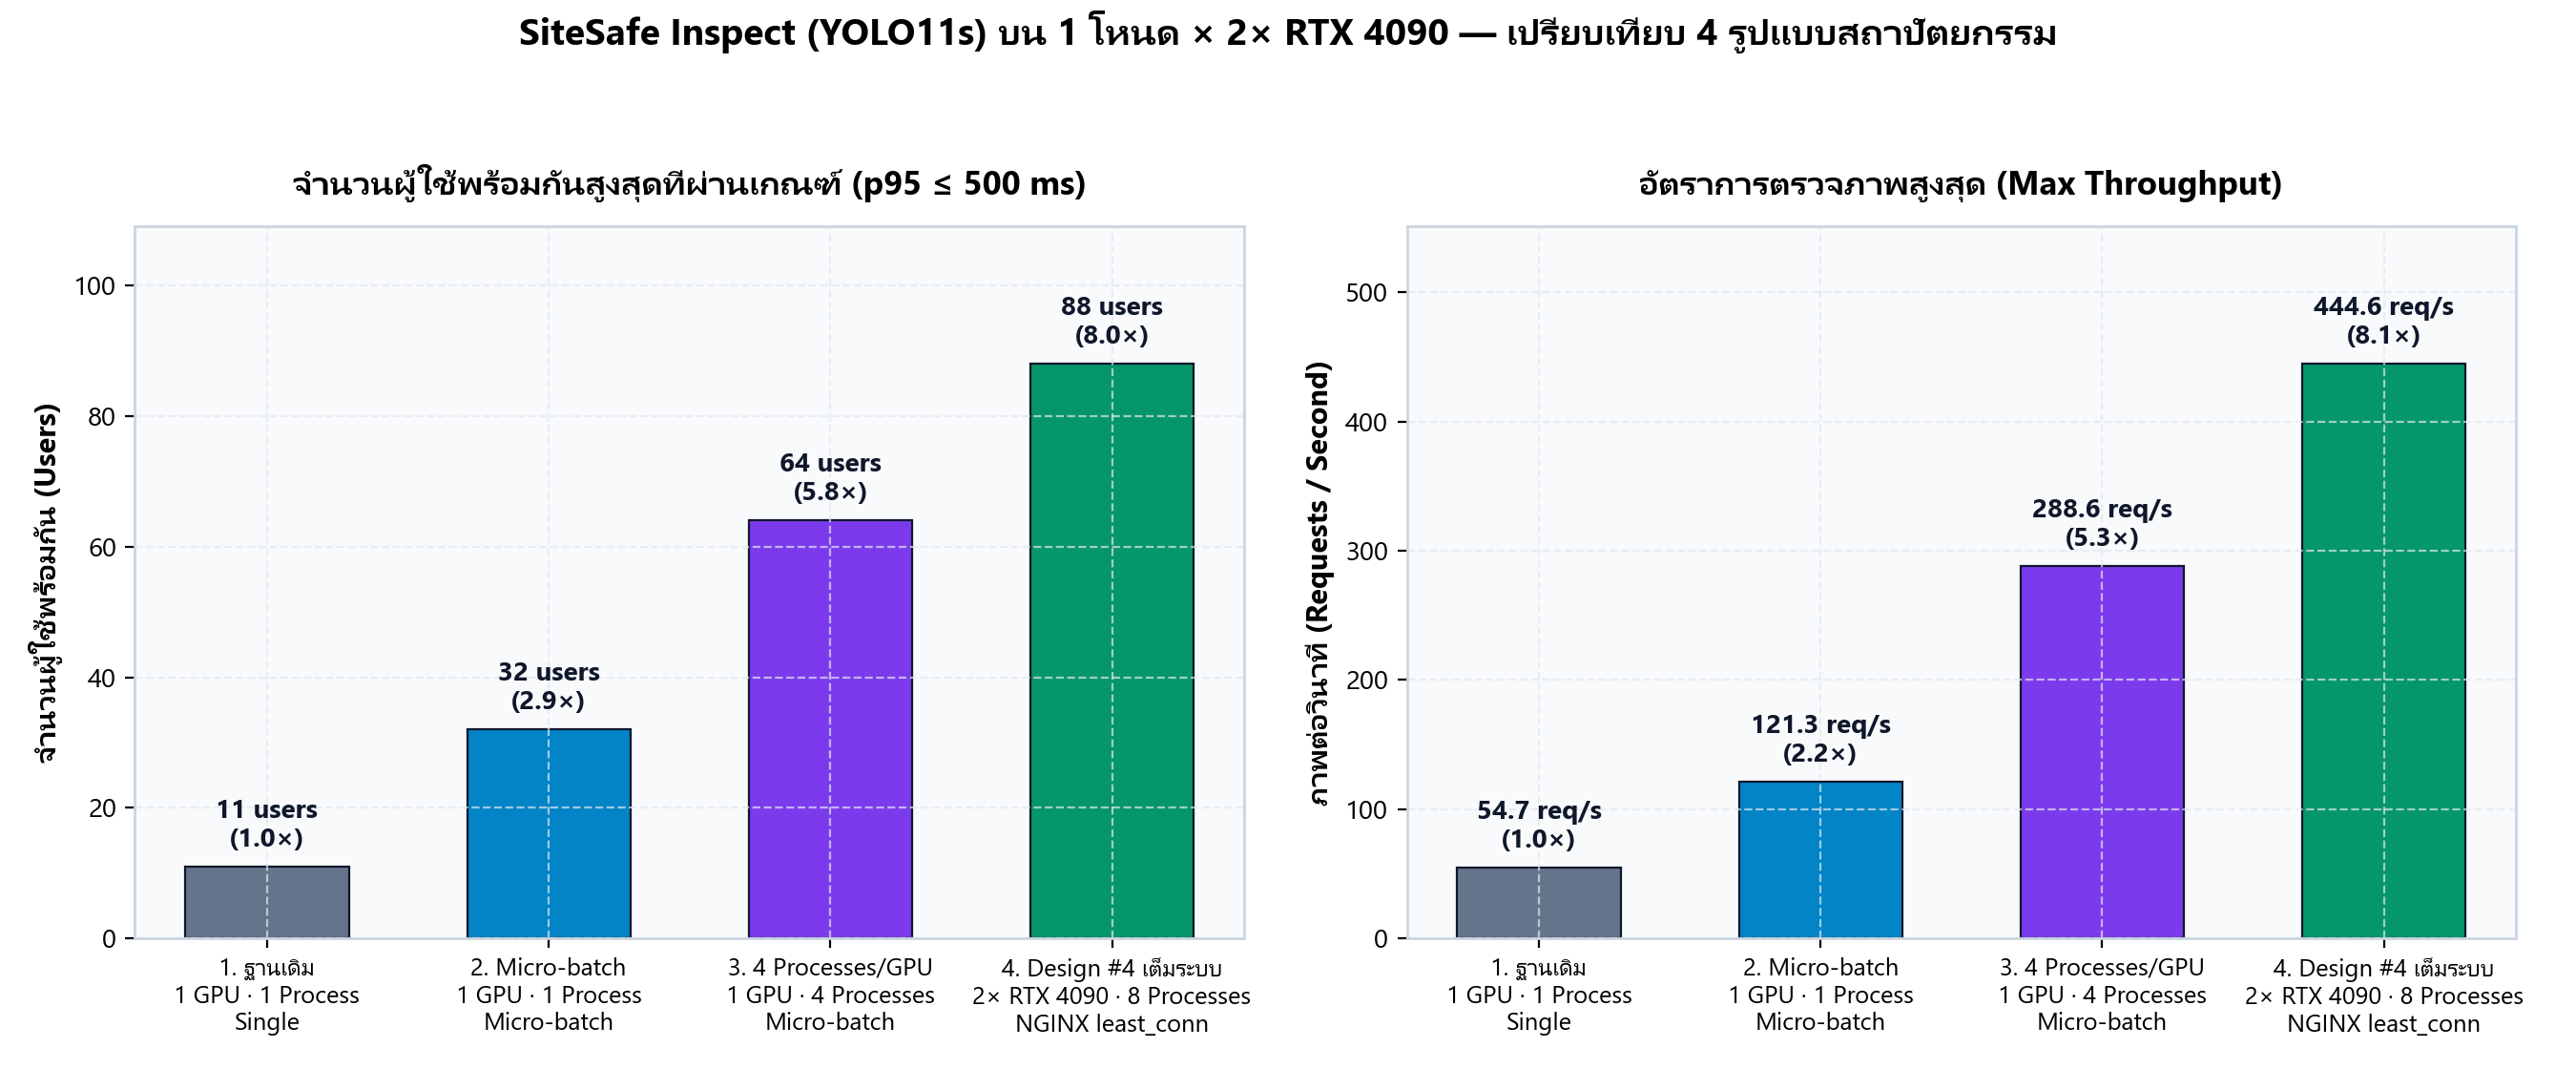 SiteSafe Inspect (YOLO11s) บน 1 โหนด × 2× RTX 4090 — เปรียบเทียบ 4 รูปแบบสถาปัตยกรรม
จำนวนผู้ใช้พร้อมกันสูงสุดที่ผ่านเกณฑ์ (p95 ≤ 500 ms)
จำนวนผู้ใช้พร้อมกัน (Users)
100
80
60
40
20
0
11 users
(1.0×)
32 users
(2.9×)
64 users
(5.8×)
88 users
(8.0×)
1. ฐานเดิม
1 GPU · 1 Process
Single
2. Micro-batch
1 GPU · 1 Process
Micro-batch
3. 4 Processes/GPU
1 GPU · 4 Processes
Micro-batch
4. Design #4 เต็มระบบ
2× RTX 4090 · 8 Processes
NGINX least_conn
อัตราการตรวจภาพสูงสุด (Max Throughput)
ภาพต่อวินาที (Requests / Second)
500
400
300
200
100
0
54.7 req/s
(1.0×)
121.3 req/s
(2.2×)
288.6 req/s
(5.3×)
444.6 req/s
(8.1×)
1. ฐานเดิม
1 GPU · 1 Process
Single
2. Micro-batch
1 GPU · 1 Process
Micro-batch
3. 4 Processes/GPU
1 GPU · 4 Processes
Micro-batch
4. Design #4 เต็มระบบ
2× RTX 4090 · 8 Processes
NGINX least_conn